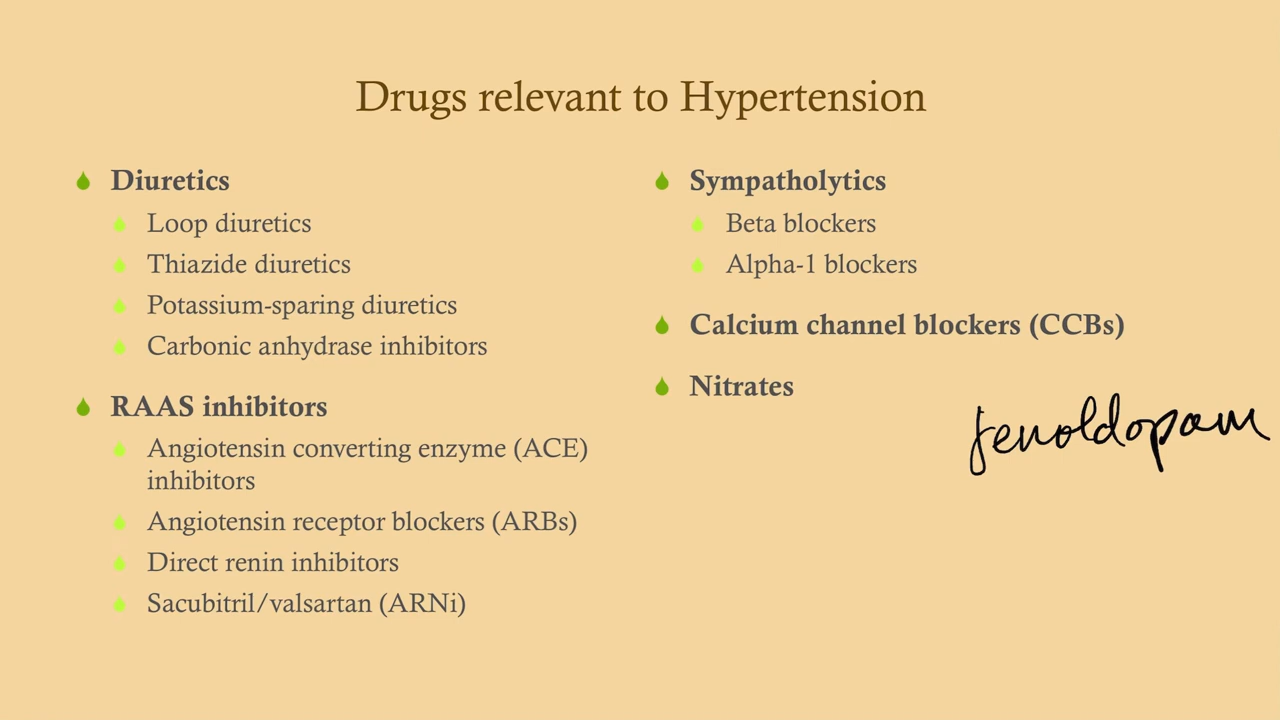 Drugs relevant to Hypertension
Diuretics
Loop diuretics
Thiazide diuretics
Potassium-sparing diuretics
Carbonic anhydrase inhibitors
RAAS inhibitors
Angiotensin converting enzyme (ACE)
inhibitors
Angiotensin receptor blockers (ARBs)
Direct renin inhibitors
Sacubitril/valsartan (ARNi)
Sympatholytics
Beta blockers
Alpha-1 blockers
Calcium channel blockers (CCBs)
Nitrates
fenoldopam